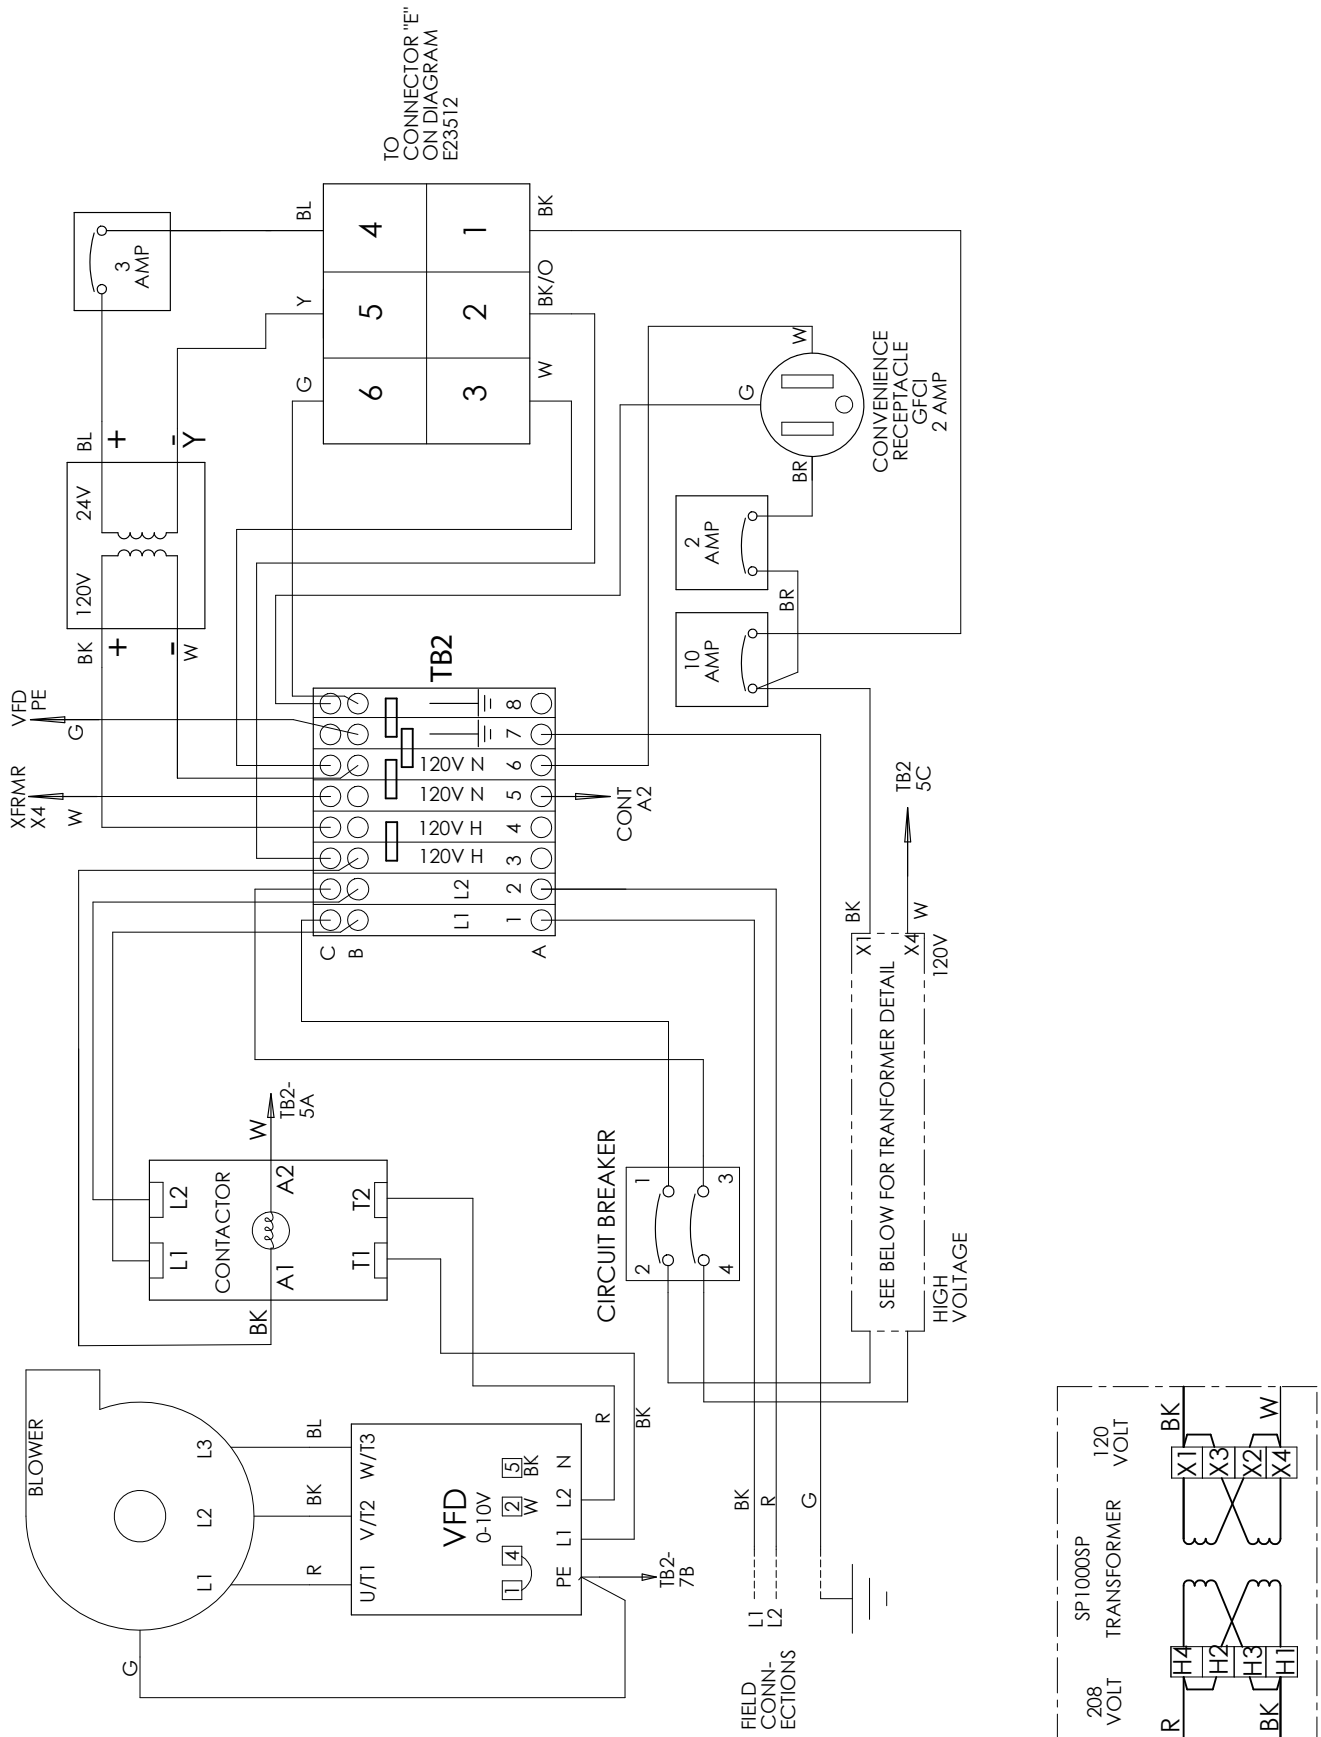 BLOWER
L1
L2
L3
G
R
BK
BL
U/T1
V/T2
W/T3
VFD
0-10V
1
4
2
5
W
BK
PE
L1
L2
N
TB2-
7B
R
BK
CONTACTOR
L1
L2
A1
A2
T1
T2
BK
W
TB2-
5A
CIRCUIT BREAKER
2
1
4
3
FIELD
CONN-
ECTIONS
L1
L2
BK
R
G
SEE BELOW FOR TRANFORMER DETAIL
HIGH
VOLTAGE
X1
X4
120V
BK
W
TB2
5C
XFRMR
X4
W
VFD
PE
G
TB2
C
B
A
L1
1
L2
2
120V H
3
120V H
4
120V N
5
120V N
6
7
8
CONT
A2
BK
+
-
W
120V
24V
BL
+
-
Y
3
AMP
G
Y
BL
6
5
4
3
2
1
W
BK/O
BK
TO
CONNECTOR "E"
ON DIAGRAM
E23512
10
AMP
2
AMP
BR
BR
G
W
CONVENIENCE
RECEPTACLE
GFCI
2 AMP
208
VOLT
SP1000SP
TRANSFORMER
120
VOLT
R
BK
H4
H2
H3
H1
X1
X3
X2
X4
BK
W